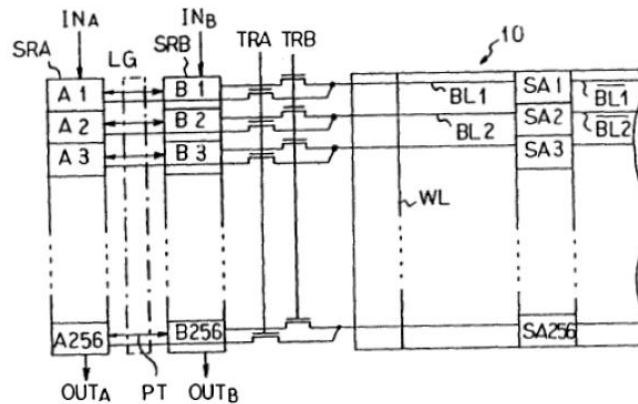 INA INB
SRA LG SRB TRA TRB 10
A1 B1 SA1
BL1 BL1
A2 B2 SA2
BL2 BL2
A3 B3 SA3
WL
A256 B256 SA256
OUTA PT OUTB